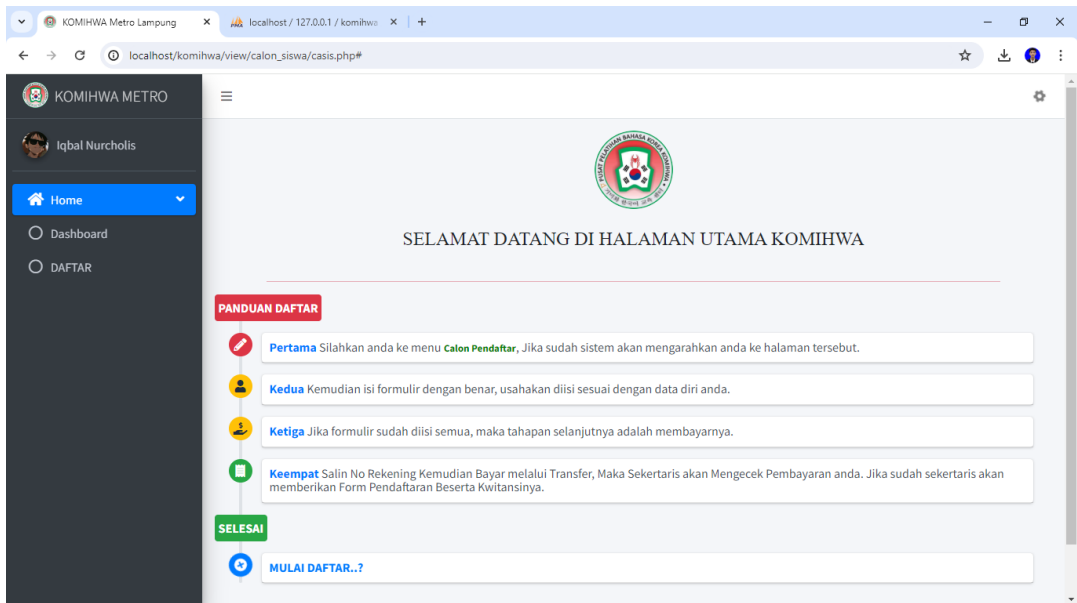 KOMIHWA Metro Lampung
localhost / 127.0.0.1 / komihwa
localhost/komihwa/view/calon_siswa/casis.php#
KOMIHWA METRO
Iqbal Nurcholis
Home
Dashboard
DAFTAR
PUSAT PELATIHAN BAHASA KOREA KOMIHWA
SELAMAT DATANG DI HALAMAN UTAMA KOMIHWA
PANDUAN DAFTAR
Pertama Silahkan anda ke menu Calon Pendaftar, Jika sudah sistem akan mengarahkan anda ke halaman tersebut.
Kedua Kemudian isi formulir dengan benar, usahakan diisi sesuai dengan data diri anda.
Ketiga Jika formulir sudah diisi semua, maka tahapan selanjutnya adalah membayarnya.
Keempat Salin No Rekening Kemudian Bayar melalui Transfer, Maka Sekertaris akan Mengecek Pembayaran anda. Jika sudah sekertaris akan
memberikan Form Pendaftaran Beserta Kwitansinya.
SELESAI
MULAI DAFTAR..?